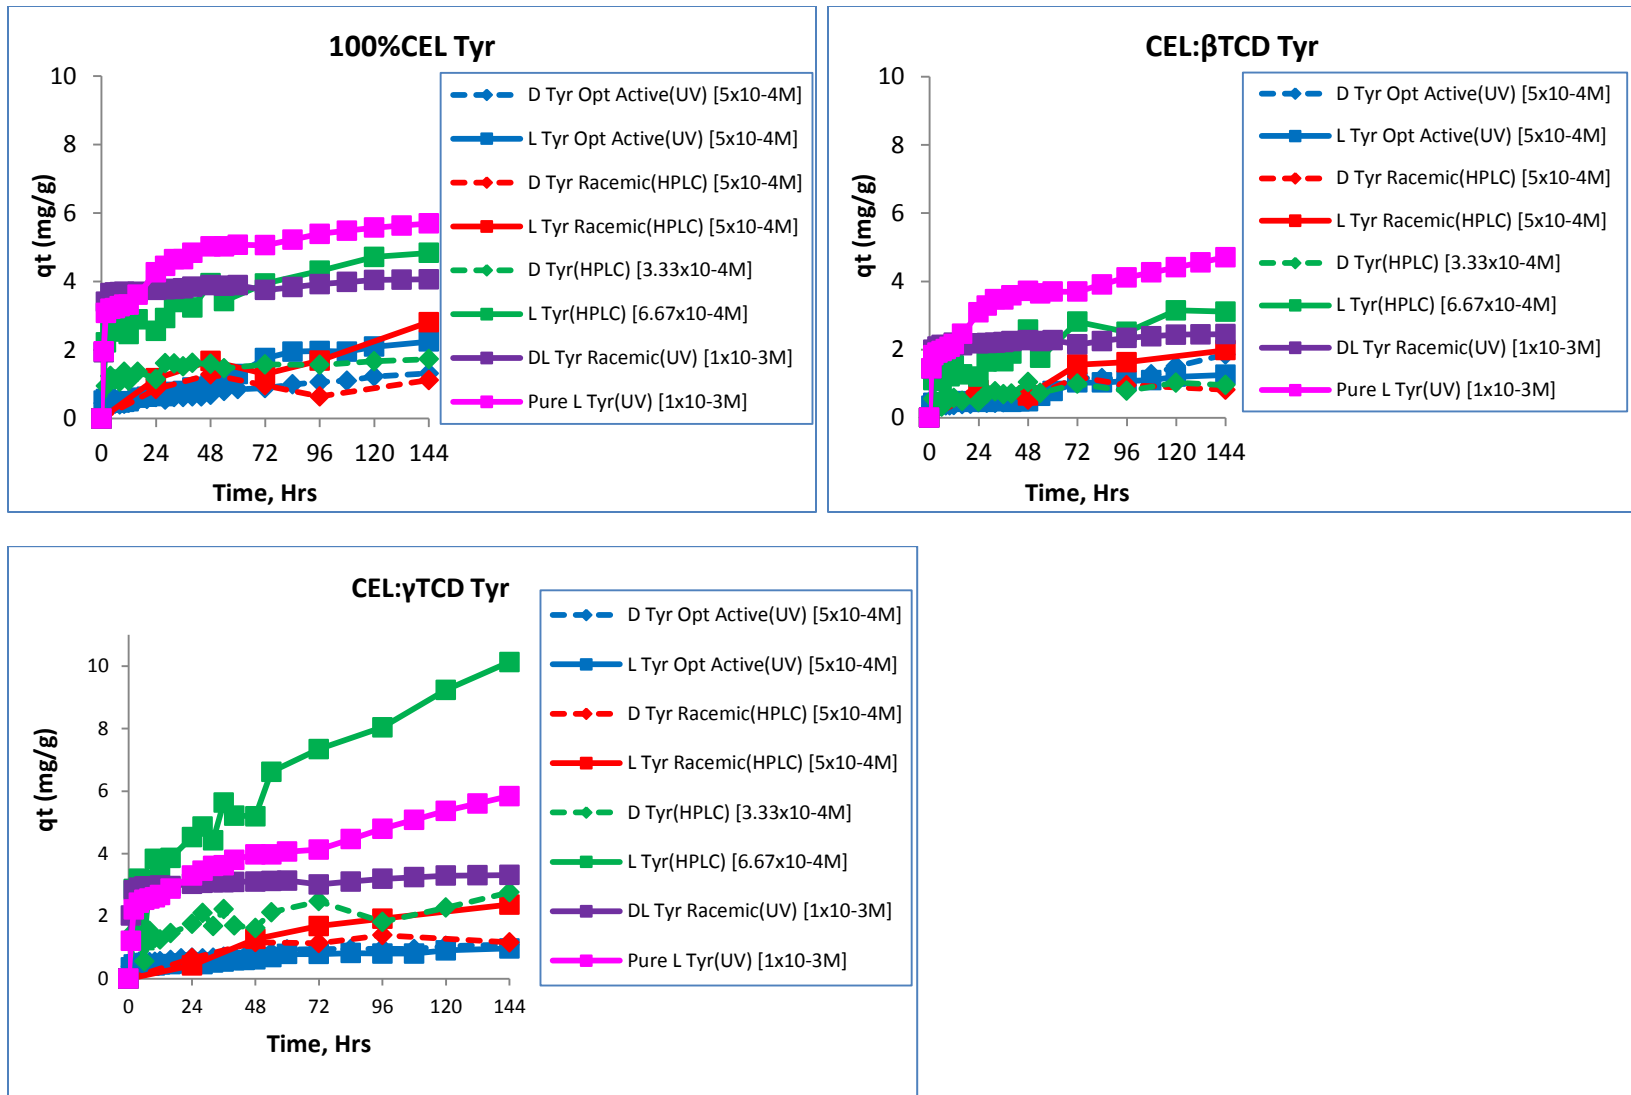 100%CEL Tyr
qt (mg/g)
10
8
6
4
2
0
0 24 48 72 96 120 144
Time, Hrs
D Tyr Opt Active(UV) [5x10-4M]
L Tyr Opt Active(UV) [5x10-4M]
D Tyr Racemic(HPLC) [5x10-4M]
L Tyr Racemic(HPLC) [5x10-4M]
D Tyr(HPLC) [3.33x10-4M]
L Tyr(HPLC) [6.67x10-4M]
DL Tyr Racemic(UV) [1x10-3M]
Pure L Tyr(UV) [1x10-3M]
CEL:βTCD Tyr
qt (mg/g)
10
8
6
4
2
0
0 24 48 72 96 120 144
Time, Hrs
D Tyr Opt Active(UV) [5x10-4M]
L Tyr Opt Active(UV) [5x10-4M]
D Tyr Racemic(HPLC) [5x10-4M]
L Tyr Racemic(HPLC) [5x10-4M]
D Tyr(HPLC) [3.33x10-4M]
L Tyr(HPLC) [6.67x10-4M]
DL Tyr Racemic(UV) [1x10-3M]
Pure L Tyr(UV) [1x10-3M]
CEL:γTCD Tyr
qt (mg/g)
10
8
6
4
2
0
0 24 48 72 96 120 144
Time, Hrs
D Tyr Opt Active(UV) [5x10-4M]
L Tyr Opt Active(UV) [5x10-4M]
D Tyr Racemic(HPLC) [5x10-4M]
L Tyr Racemic(HPLC) [5x10-4M]
D Tyr(HPLC) [3.33x10-4M]
L Tyr(HPLC) [6.67x10-4M]
DL Tyr Racemic(UV) [1x10-3M]
Pure L Tyr(UV) [1x10-3M]